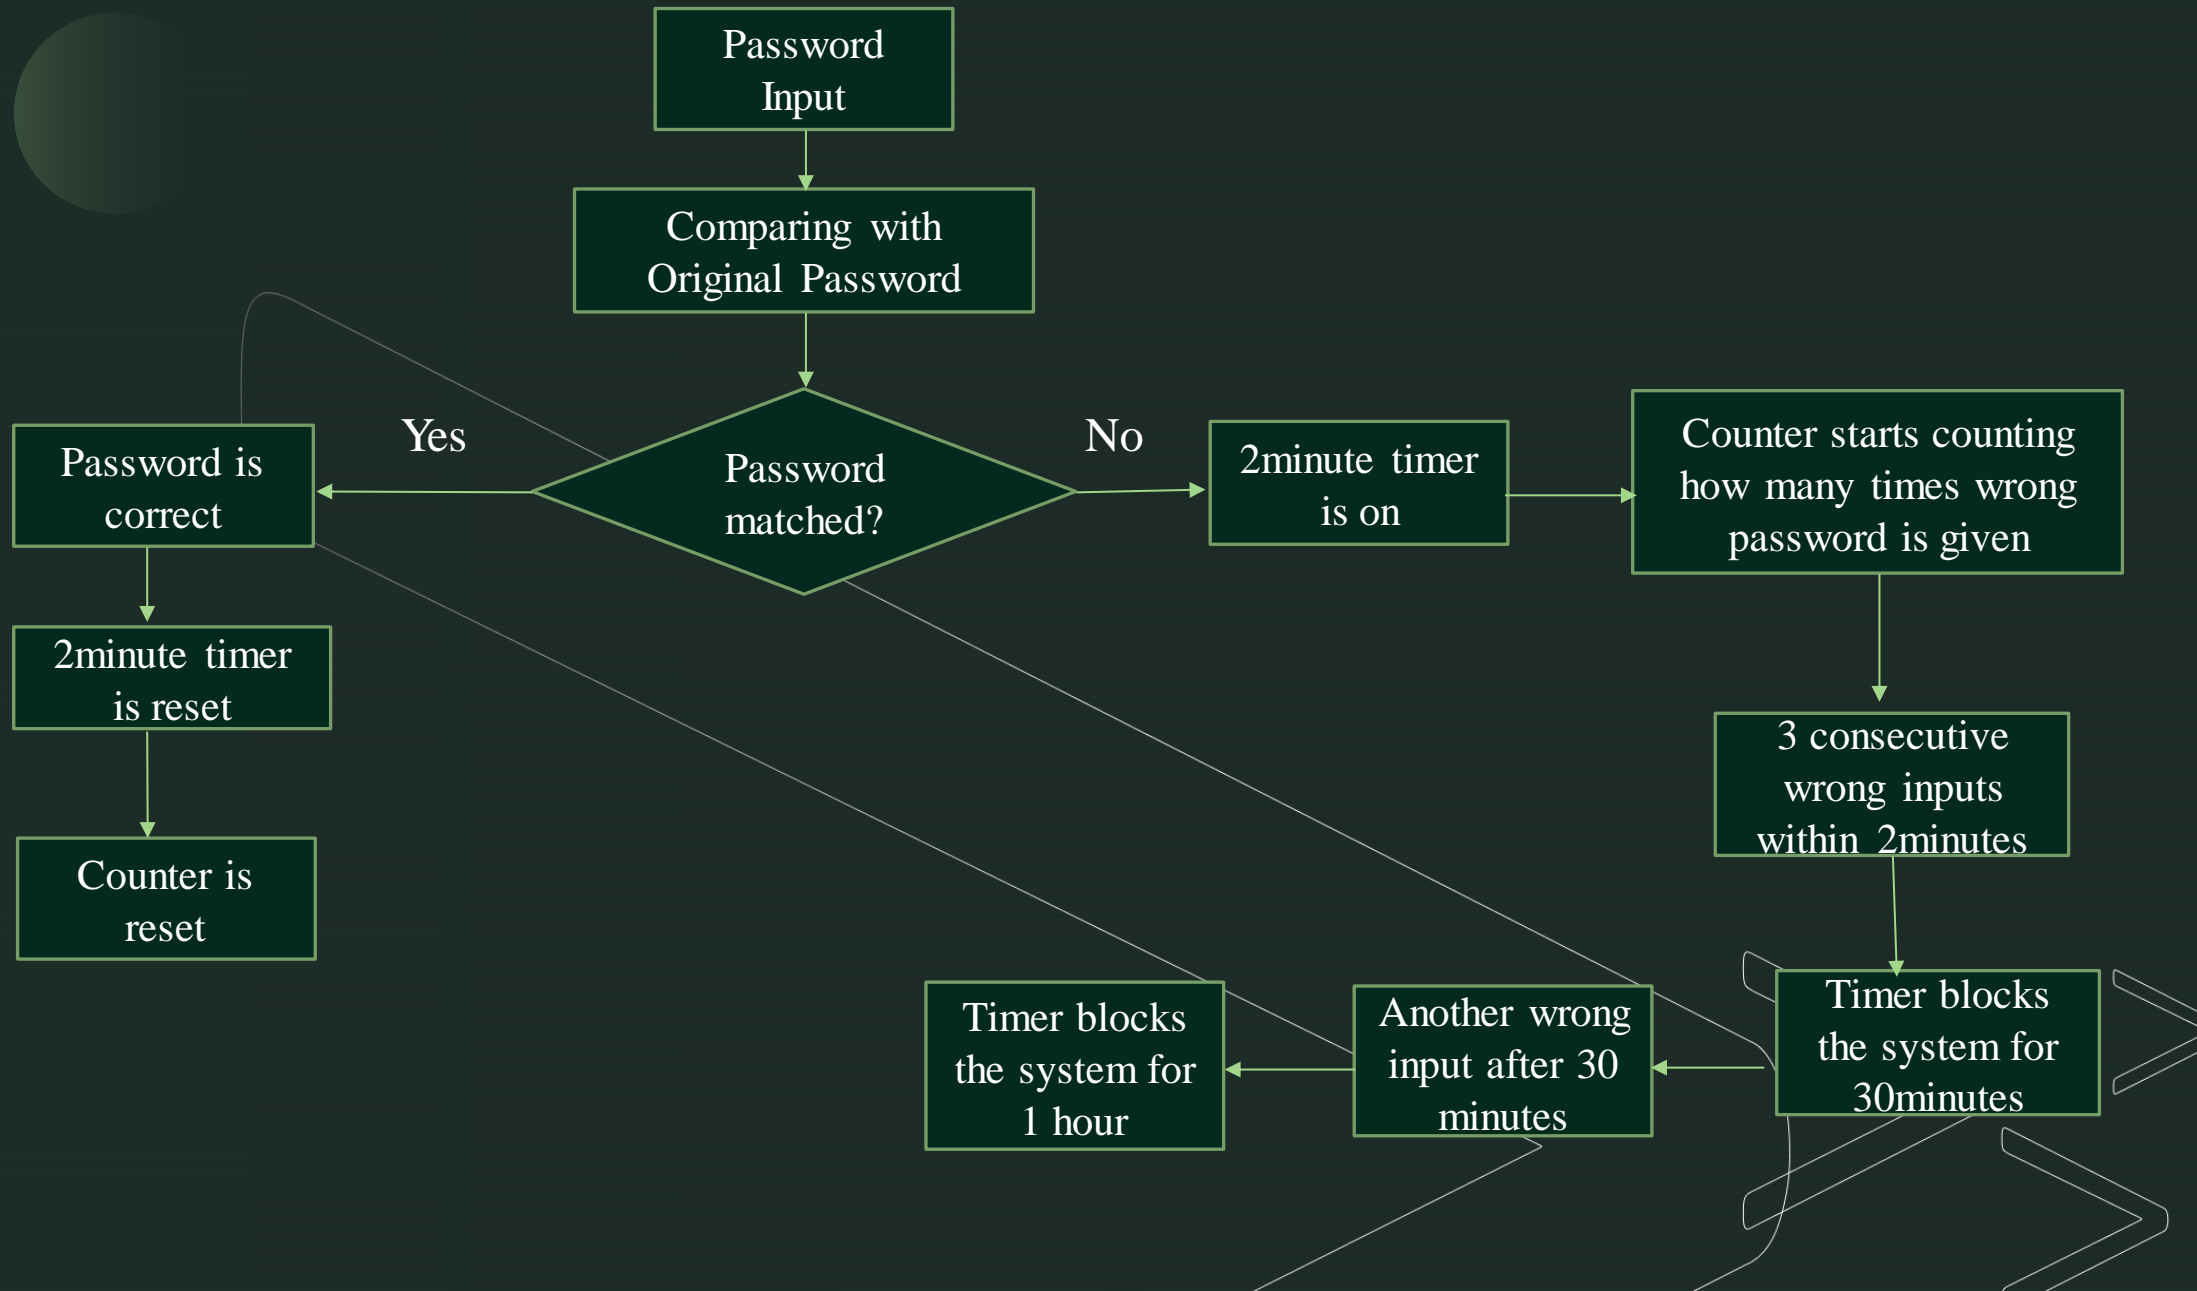 Password
Input
Comparing with
Original Password
Yes
No
Password is
correct
Password
matched?
2minute timer
is on
Counter starts counting
how many times wrong
password is given
2minute timer
is reset
3 consecutive
wrong inputs
within 2minutes
Counter is
reset
Timer blocks
the system for
1 hour
Another wrong
input after 30
minutes
Timer blocks
the system for
30minutes